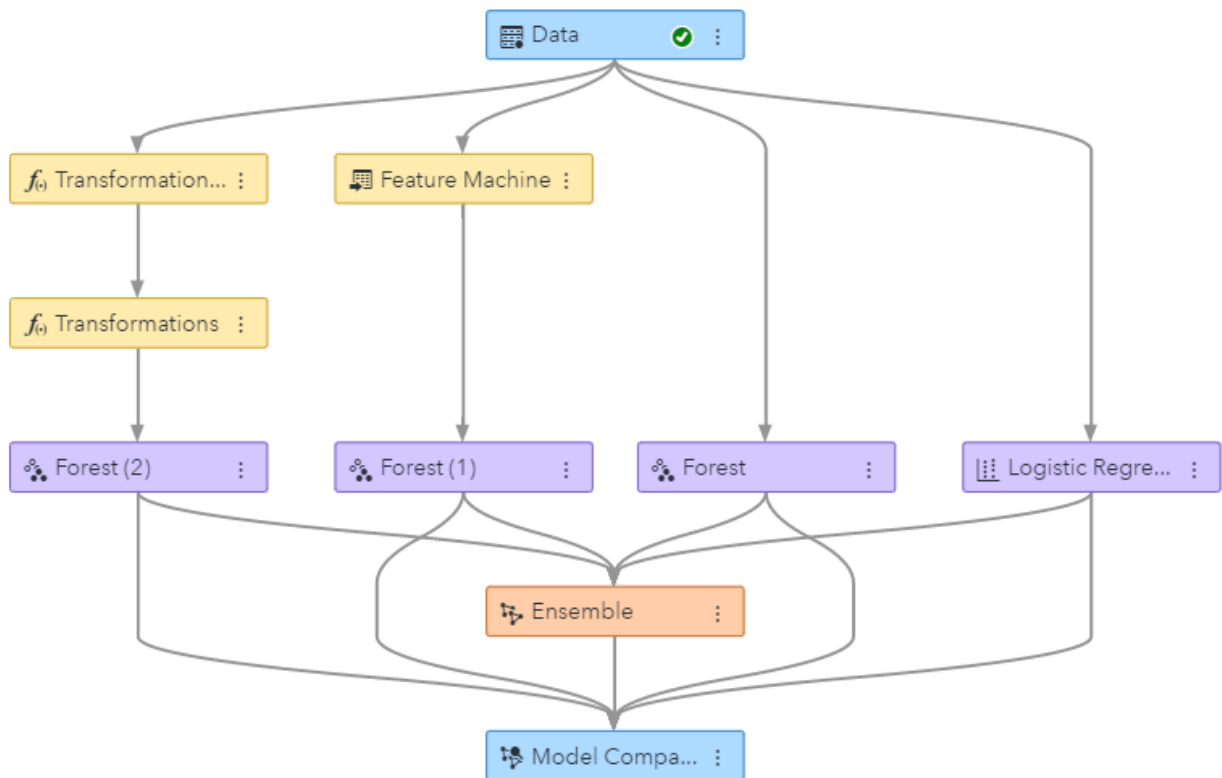 Data
f(•) Transformation...
Feature Machine
f(•) Transformations
Forest (2)
Forest (1)
Forest
Logistic Regre...
Ensemble
Model Compa...